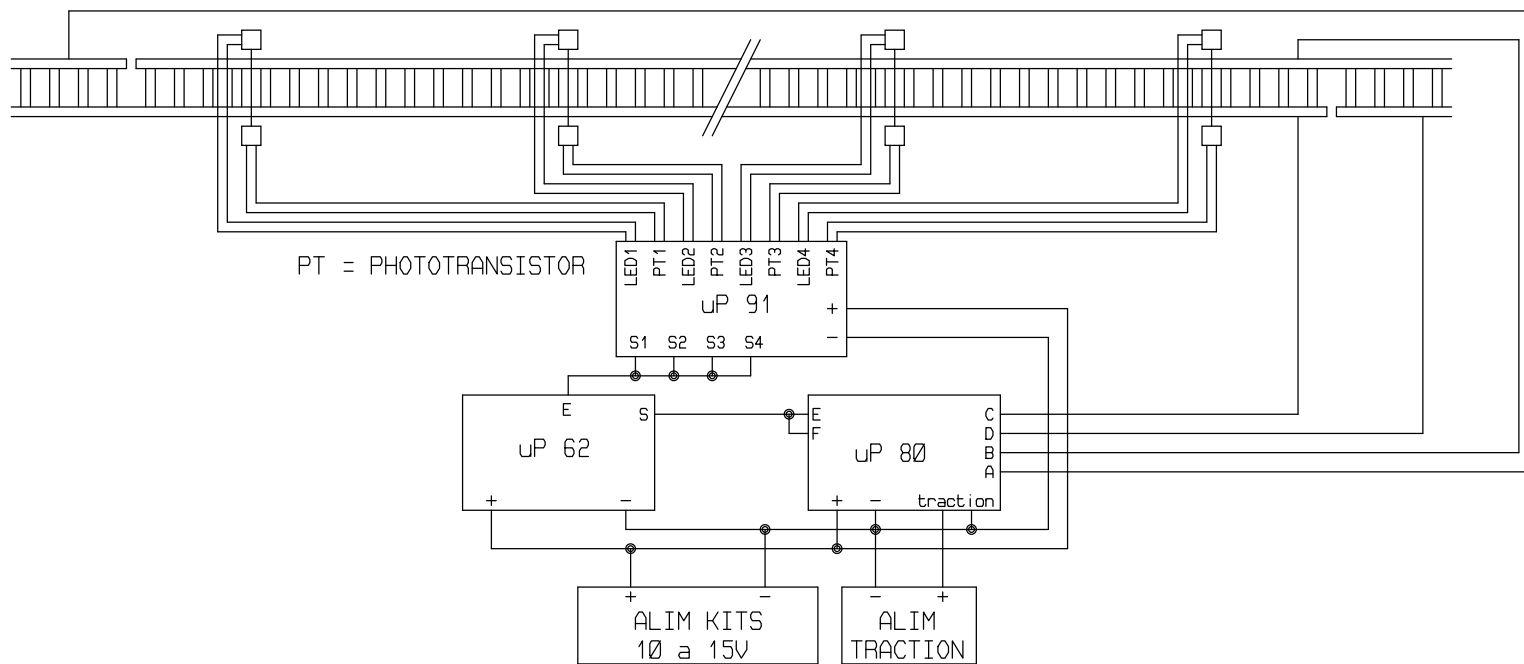 LED1 PT1 LED2 PT2 LED3 PT3 LED4 PT4
PT = PHOTOTRANSISTOR
uP 91
+
-
S1 S2 S3 S4
E
S
uP 62
+ -
E
F
uP 80
C
D
B
A
+ - traction
+ -
ALIM KITS
10 a 15V
- +
ALIM
TRACTION